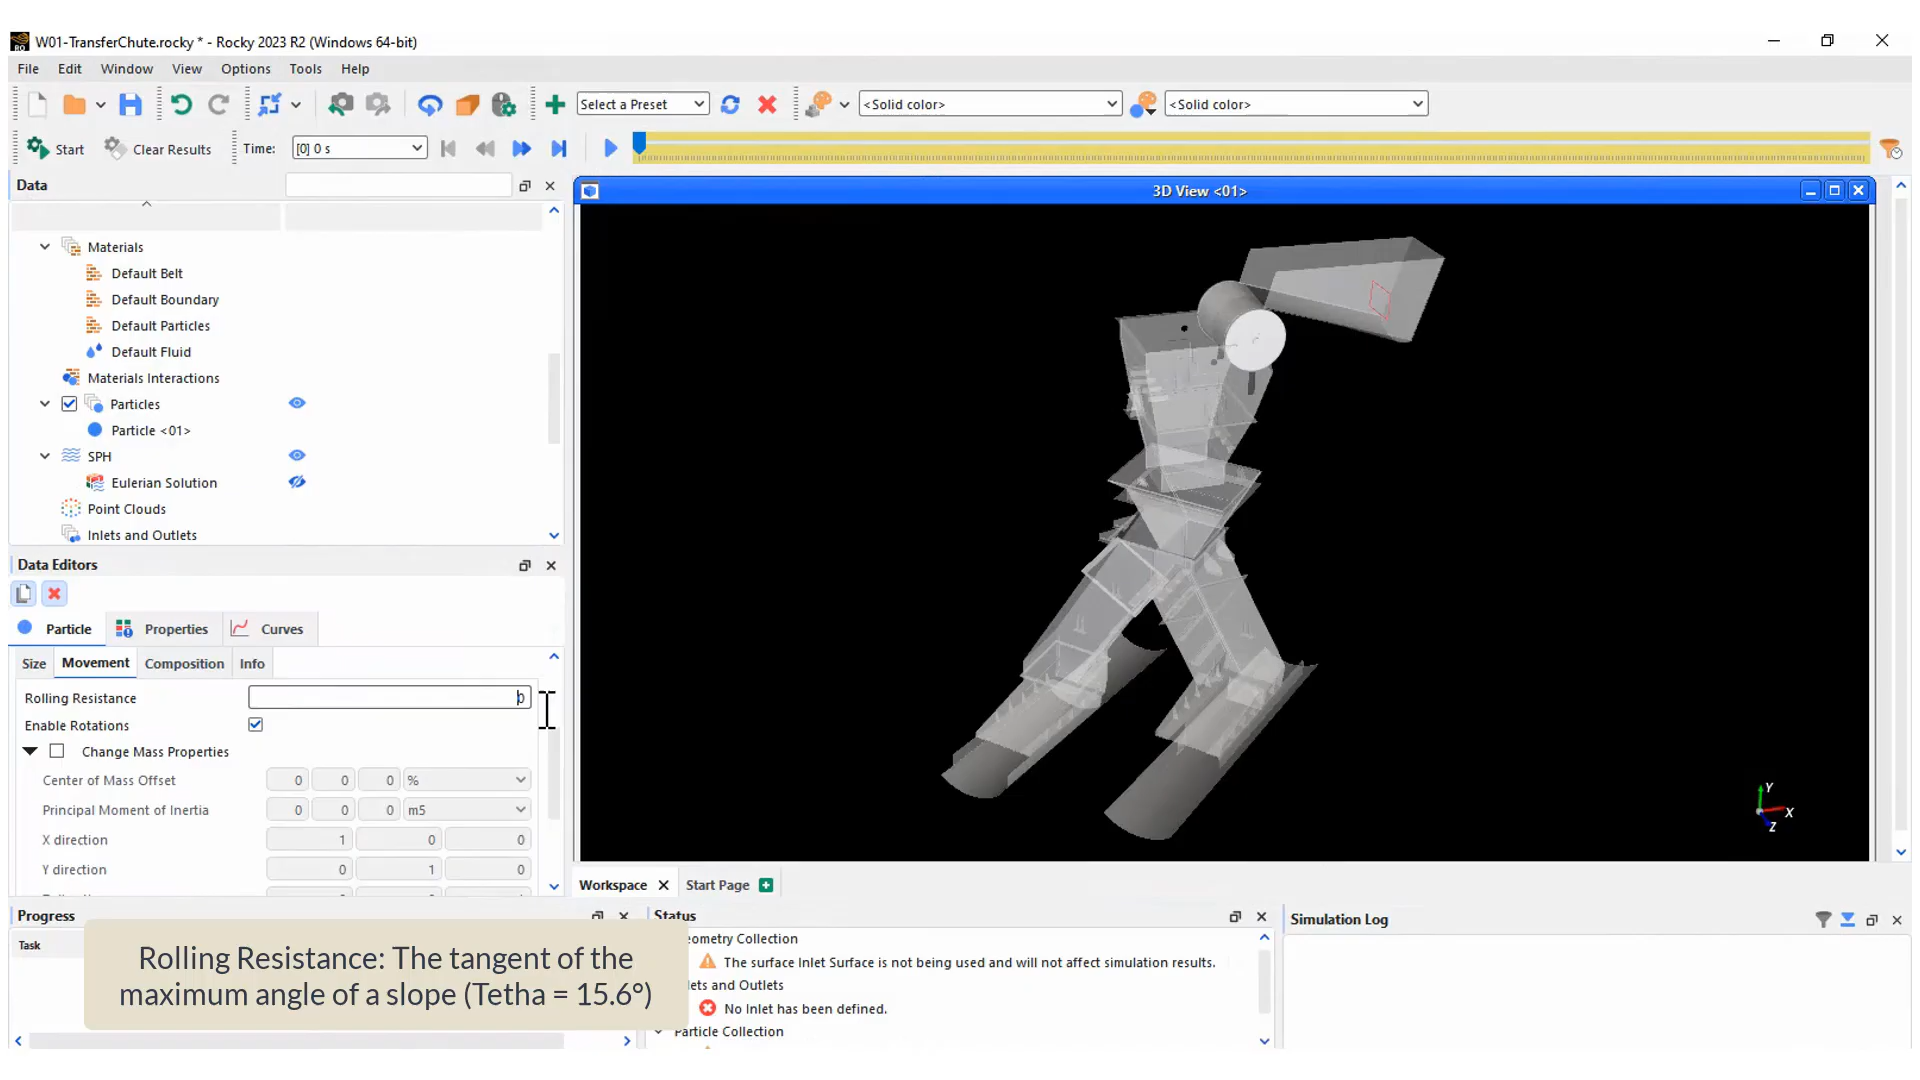 W01-TransferChute.rocky * - Rocky 2023 R2 (Windows 64-bit)
File Edit Window View Options Tools Help
Select a Preset <Solid color> <Solid color>
Start Clear Results Time: [0] 0 s
Data
3D View <01>
Materials
Default Belt
Default Boundary
Default Particles
Default Fluid
Materials Interactions
Particles
Particle <01>
SPH
Eulerian Solution
Point Clouds
Inlets and Outlets
Data Editors
Particle Properties Curves
Size Movement Composition Info
Rolling Resistance 0
Enable Rotations
Change Mass Properties
Center of Mass Offset 0 0 0 %
Principal Moment of Inertia 0 0 0 m5
X direction 1 0 0
Y direction 0 1 0
Y
X
Z
Workspace Start Page
Progress
Task
Rolling Resistance: The tangent of the
maximum angle of a slope (Tetha = 15.6°)
Status
eometry Collection
The surface Inlet Surface is not being used and will not affect simulation results.
lets and Outlets
No Inlet has been defined.
Particle Collection
Simulation Log